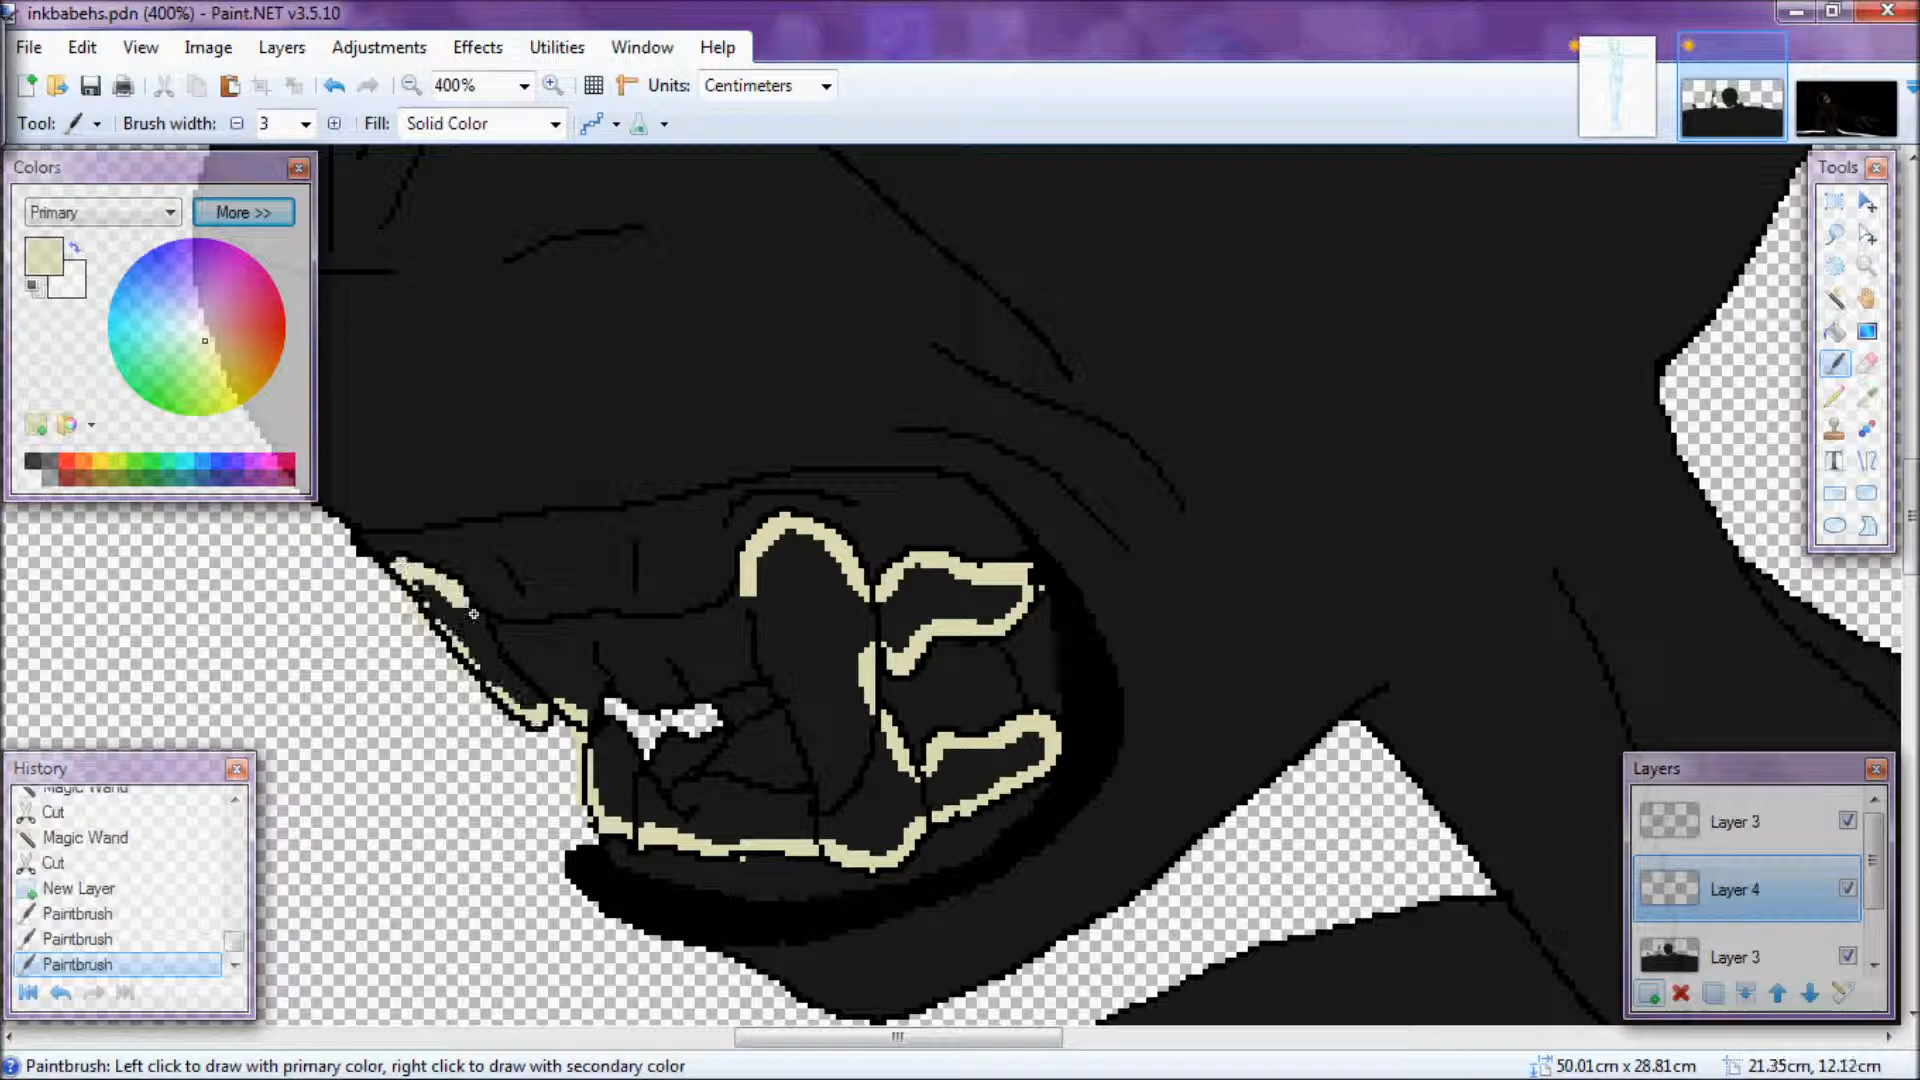 inkbabehs.pdn (400%) - Paint.NET v3.5.10
File Edit View Image Layers Adjustments Effects Utilities Window Help
400% Units: Centimeters
Tool: Brush width: 3 Fill: Solid Color
Colors
Primary More >>
Tools
History
Magic Wand
Cut
Magic Wand
Cut
New Layer
Paintbrush
Paintbrush
Paintbrush
Layers
Layer 3
Layer 4
Layer 3
Paintbrush: Left click to draw with primary color, right click to draw with secondary color
50.01cm x 28.81cm 21.35cm, 12.12cm